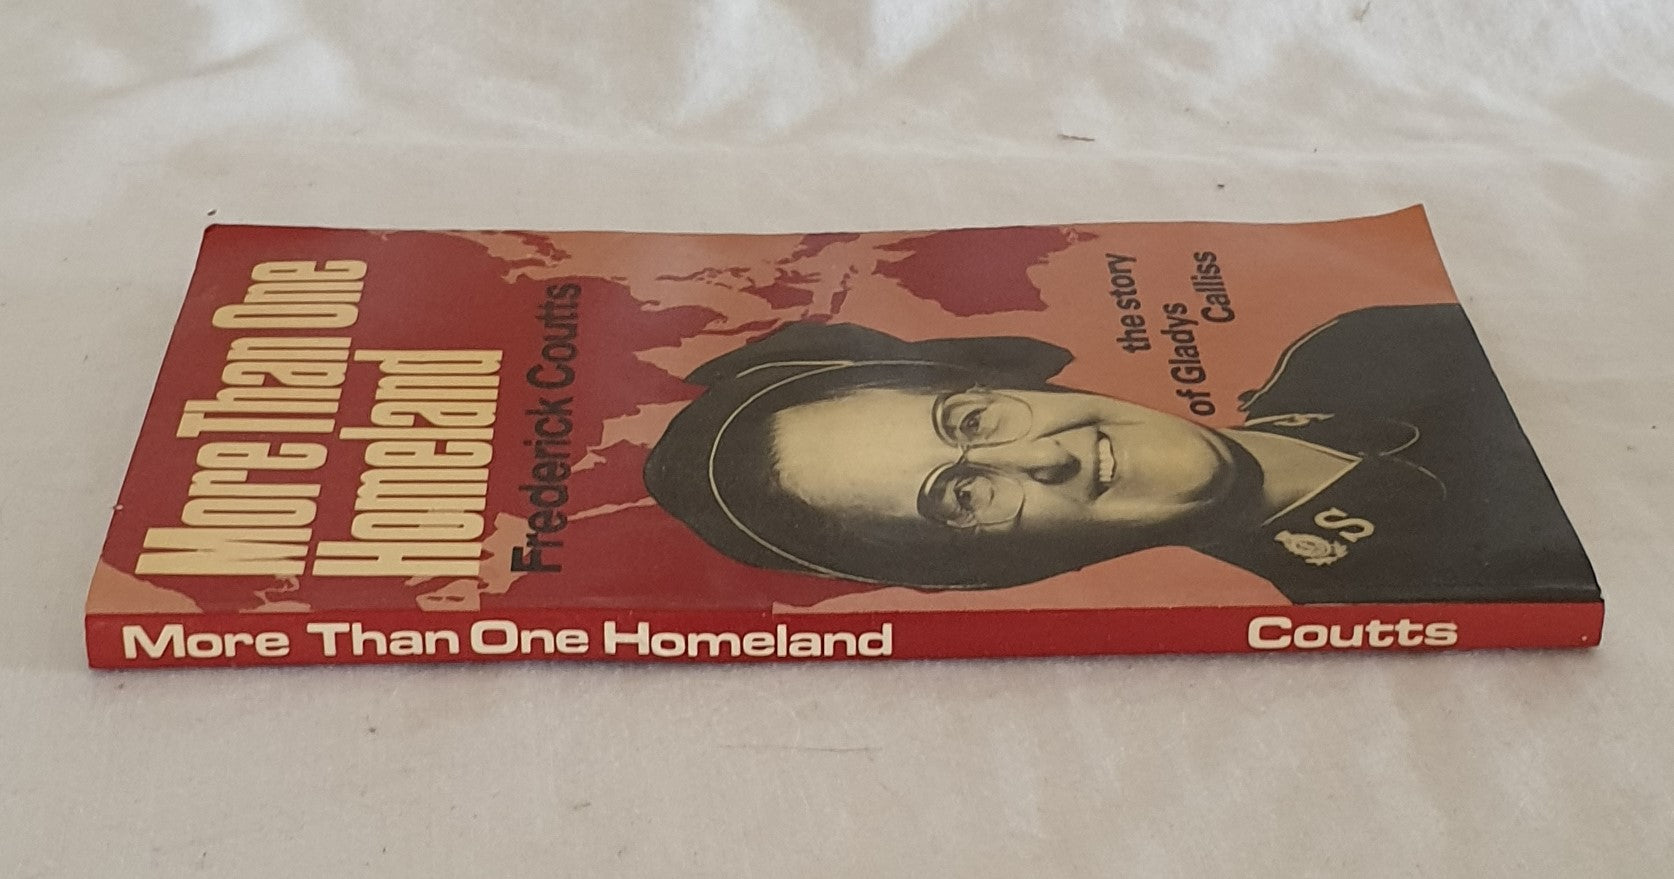 More Than One
Homeland
Frederick Coutts
the story
of Gladys
Calliss
S
More Than One Homeland
Coutts